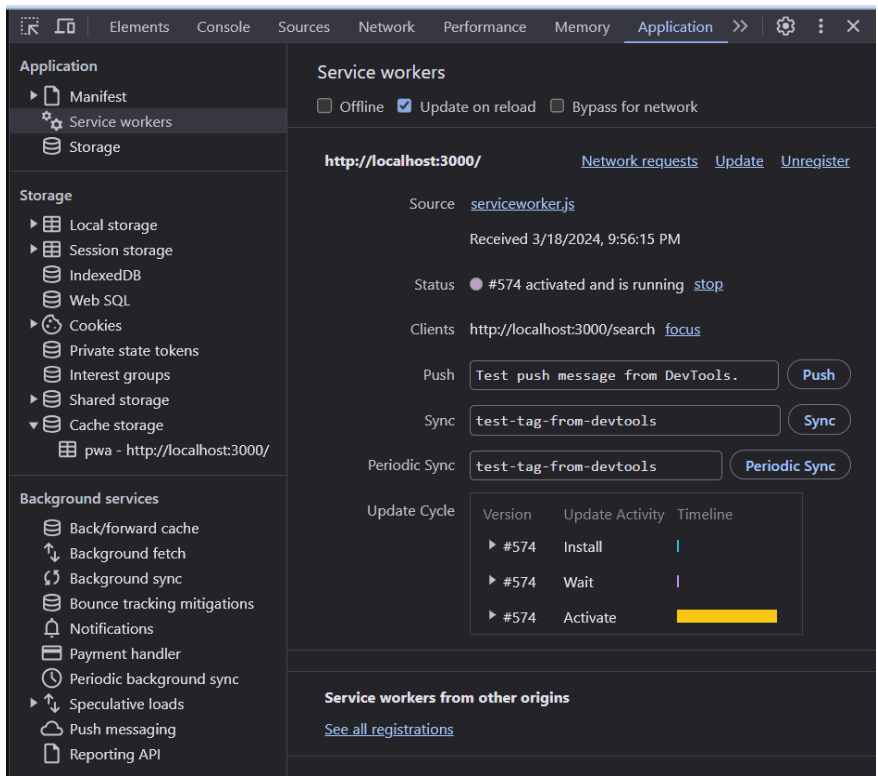 Elements Console Sources Network Performance Memory Application
Application
Manifest
Service workers
Storage
Storage
Local storage
Session storage
IndexedDB
Web SQL
Cookies
Private state tokens
Interest groups
Shared storage
Cache storage
pwa - http://localhost:3000/
Background services
Back/forward cache
Background fetch
Background sync
Bounce tracking mitigations
Notifications
Payment handler
Periodic background sync
Speculative loads
Push messaging
Reporting API
Service workers
Offline Update on reload Bypass for network
http://localhost:3000/ Network requests Update Unregister
Source serviceworker.js
Received 3/18/2024, 9:56:15 PM
Status #574 activated and is running stop
Clients http://localhost:3000/search focus
Push Test push message from DevTools. Push
Sync test-tag-from-devtools Sync
Periodic Sync test-tag-from-devtools Periodic Sync
Update Cycle Version Update Activity Timeline
#574 Install
#574 Wait
#574 Activate
Service workers from other origins
See all registrations